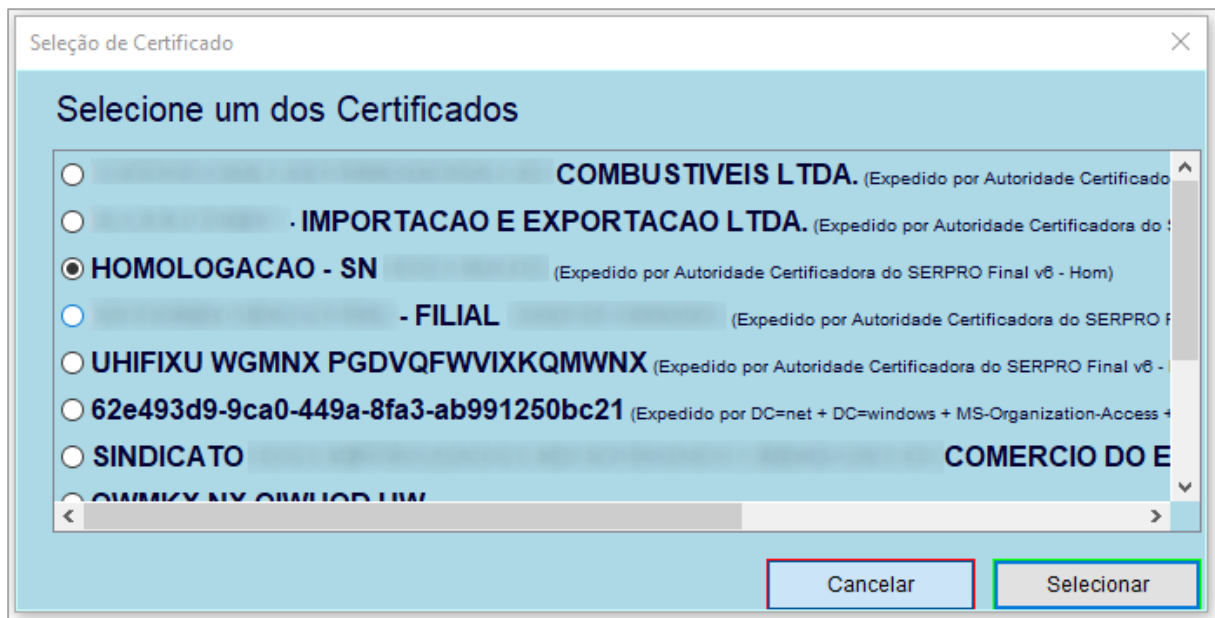 Seleção de Certificado
Selecione um dos Certificados
COMBUSTIVEIS LTDA. (Expedido por Autoridade Certificado
- IMPORTACAO E EXPORTACAO LTDA. (Expedido por Autoridade Certificadora do
HOMOLOGACAO - SN (Expedido por Autoridade Certificadora do SERPRO Final v6 - Hom)
- FILIAL (Expedido por Autoridade Certificadora do SERPRO F
UHIFIXU WGMNX PGDVQFWVIXKQMWNX (Expedido por Autoridade Certificadora do SERPRO Final v6 -
62e493d9-9ca0-449a-8fa3-ab991250bc21 (Expedido por DC=net + DC=windows + MS-Organization-Access +
SINDICATO COMERCIO DO E
Cancelar Selecionar